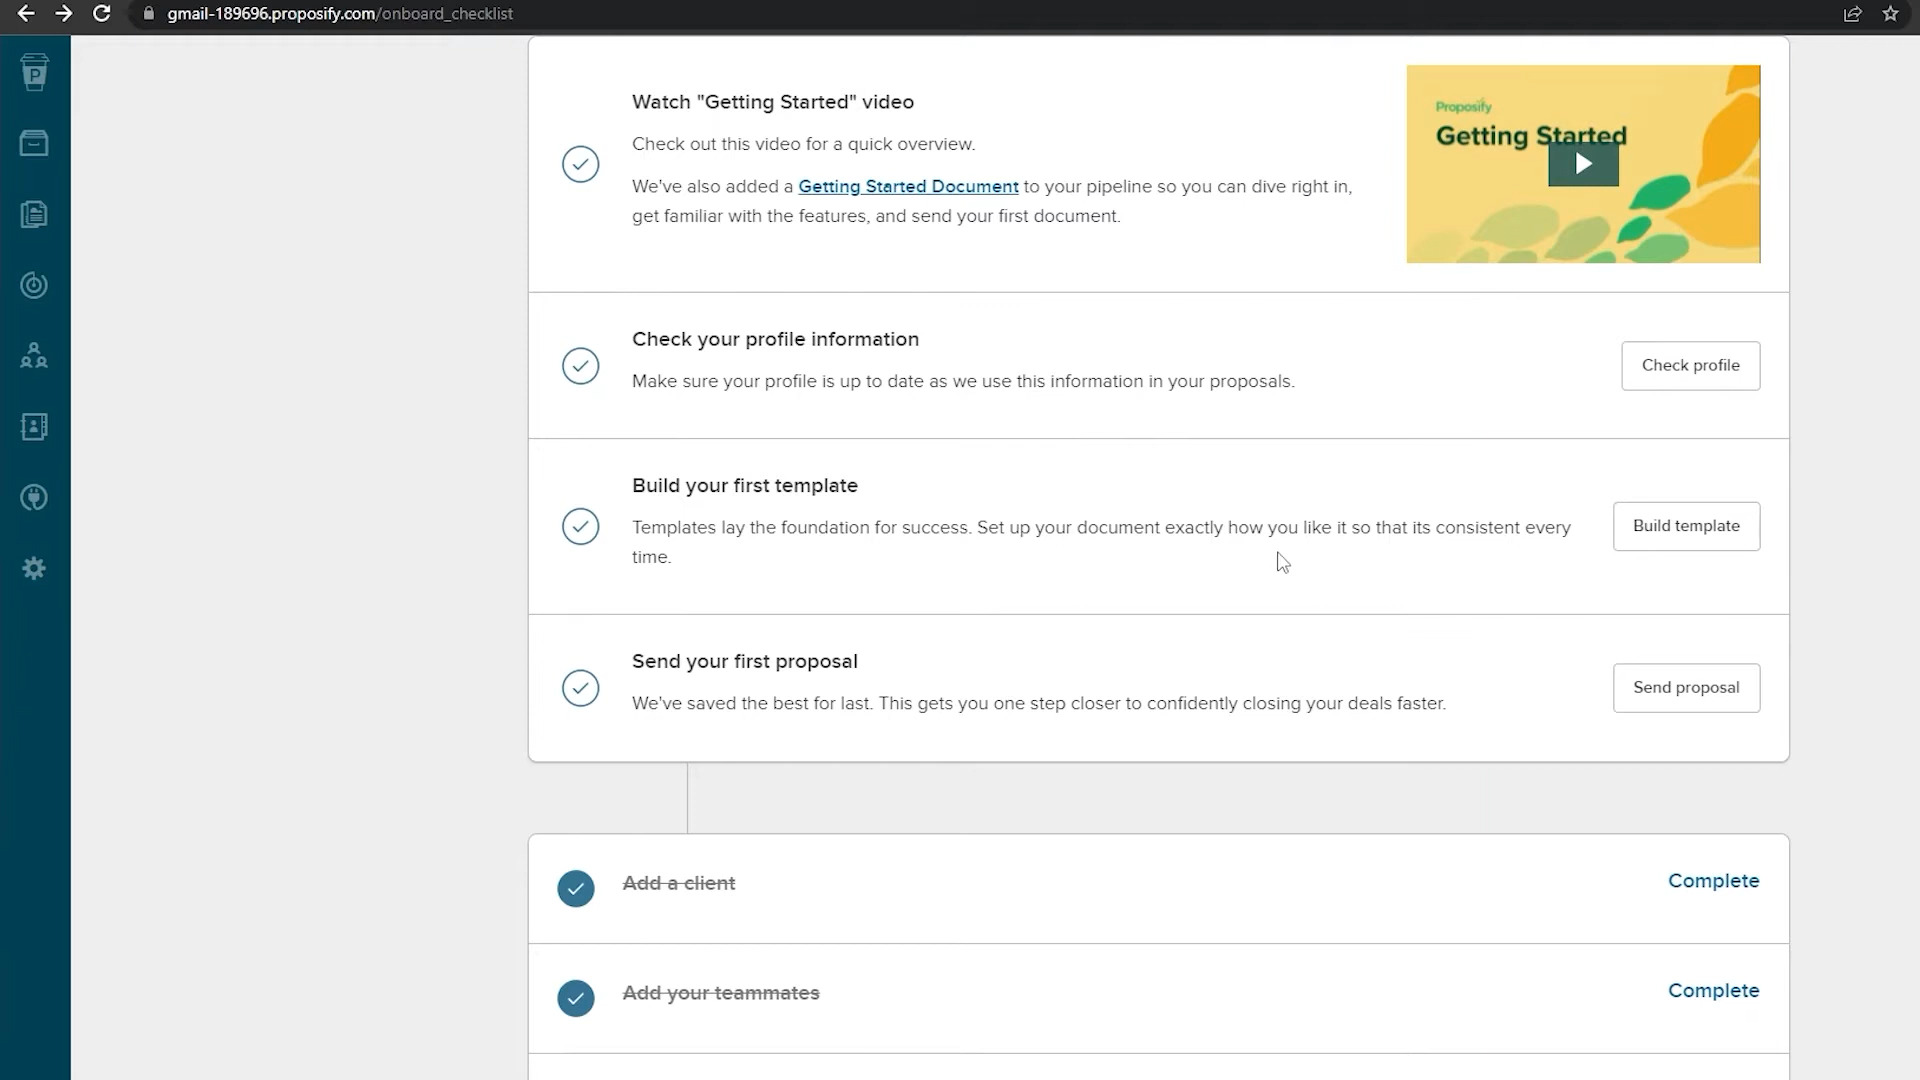 gmail-189696.proposify.com/onboard_checklist
P
Watch "Getting Started" video
Check out this video for a quick overview.
We've also added a Getting Started Document to your pipeline so you can dive right in,
get familiar with the features, and send your first document.
Proposify
Getting Started
Check your profile information
Make sure your profile is up to date as we use this information in your proposals.
Check profile
Build your first template
Templates lay the foundation for success. Set up your document exactly how you like it so that its consistent every
time.
Build template
Send your first proposal
We've saved the best for last. This gets you one step closer to confidently closing your deals faster.
Send proposal
Add a client
Complete
Add your teammates
Complete